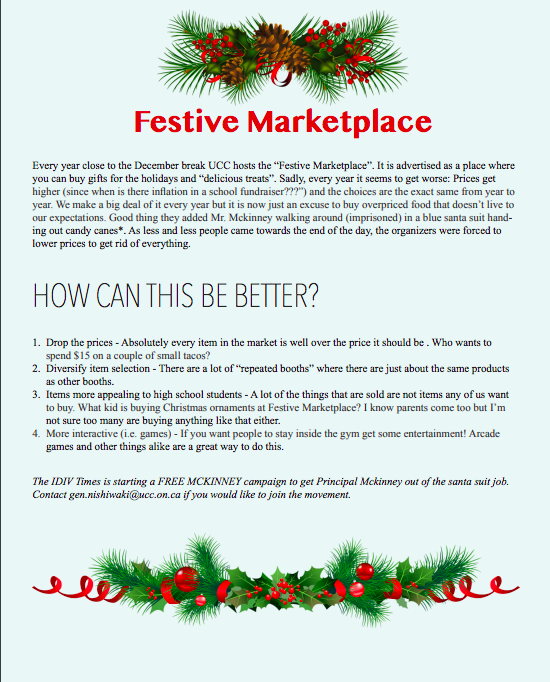 Festive Marketplace
Every year close to the December break UCC hosts the “Festive Marketplace”. It is advertised as a place where
you can buy gifts for the holidays and “delicious treats”. Sadly, every year it seems to get worse: Prices get
higher (since when is there inflation in a school fundraiser???”) and the choices are the exact same from year to
year. We make a big deal of it every year but it is now just an excuse to buy overpriced food that doesn’t live to
our expectations. Good thing they added Mr. Mckinney walking around (imprisoned) in a blue santa suit hand-
ing out candy canes*. As less and less people came towards the end of the day, the organizers were forced to
lower prices to get rid of everything.
HOW CAN THIS BE BETTER?
1. Drop the prices - Absolutely every item in the market is well over the price it should be . Who wants to
spend $15 on a couple of small tacos?
2. Diversify item selection - There are a lot of “repeated booths” where there are just about the same products
as other booths.
3. Items more appealing to high school students - A lot of the things that are sold are not items any of us want
to buy. What kid is buying Christmas ornaments at Festive Marketplace? I know parents come too but I’m
not sure too many are buying anything like that either.
4. More interactive (i.e. games) - If you want people to stay inside the gym get some entertainment! Arcade
games and other things alike are a great way to do this.
The IDIV Times is starting a FREE MCKINNEY campaign to get Principal Mckinney out of the santa suit job.
Contact gen.nishiwaki@ucc.on.ca if you would like to join the movement.